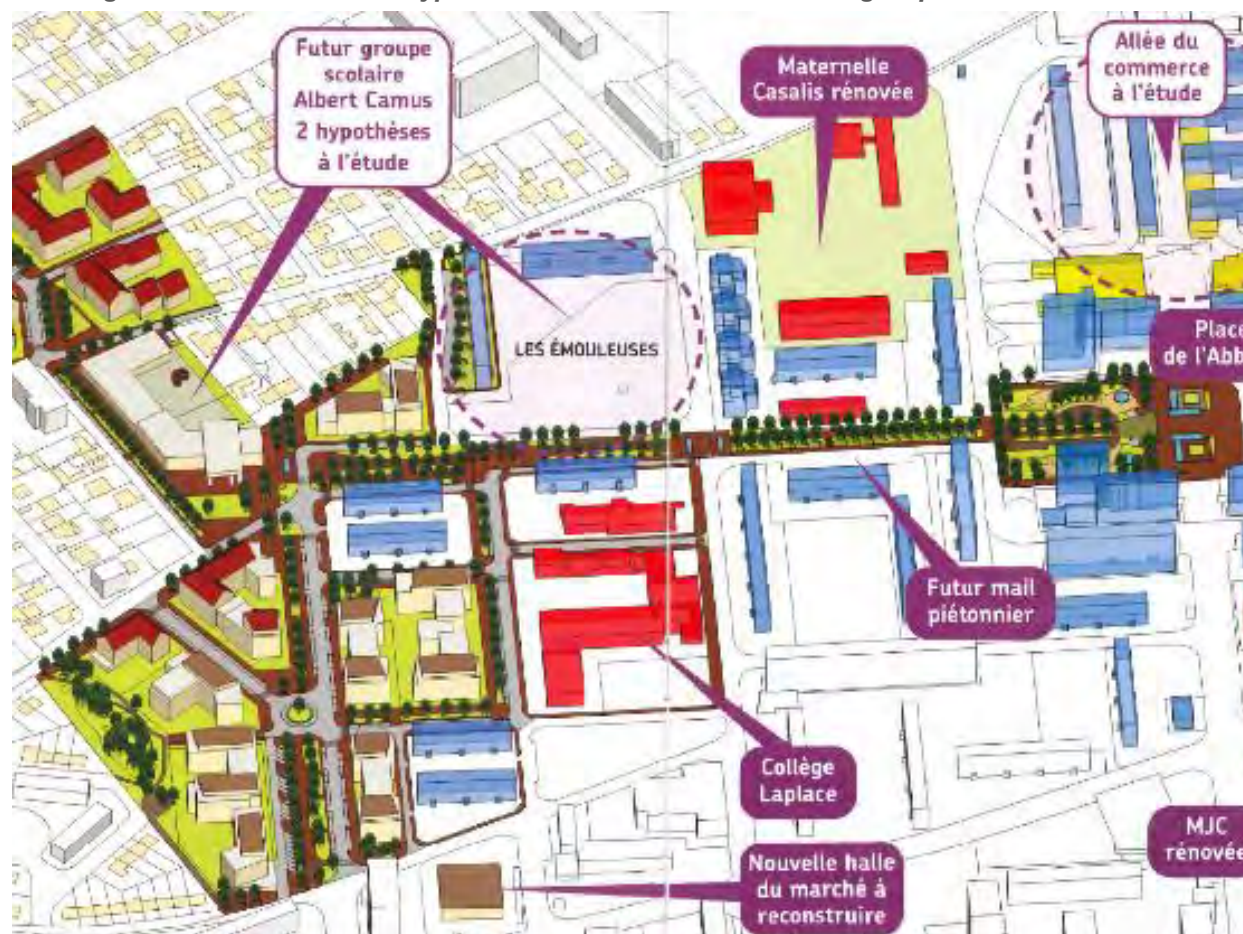 Futur groupe
scolaire
Albert Camus
2 hypothèses
à l'étude
Maternelle
Casalis rénovée
Allée du
commerce
à l'étude
LES ÉMOULEUSES
Place
de l'Abb
Futur mail
piétonnier
Collège
Laplace
MJC
rénovée
Nouvelle halle
du marché à
reconstruire